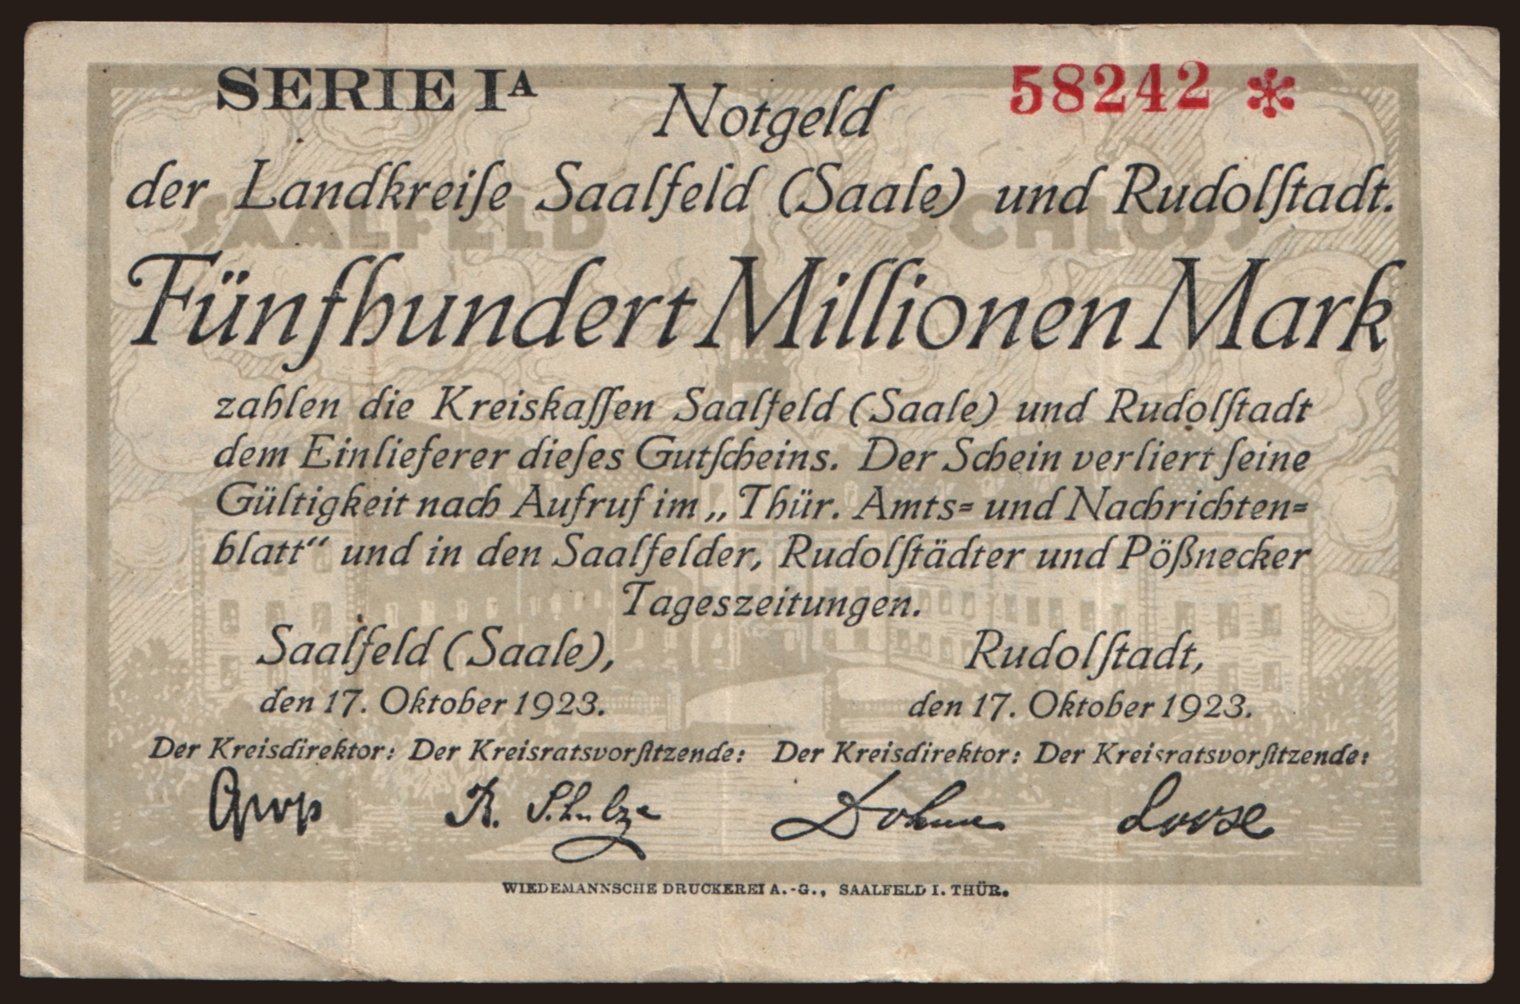 SERIE IA
58242 *
Notgeld
der Landkreiſe Saalfeld (Saale) und Rudolſtadt.
SAALFELD SCHLOSS
Fünfhundert Millionen Mark
zahlen die Kreiskaſſen Saalfeld (Saale) und Rudolſtadt
dem Einlieferer dieſes Gutſcheins. Der Schein verliert ſeine
Gültigkeit nach Aufruf im „Thür. Amts= und Nachrichten=
blatt“ und in den Saalfelder, Rudolſtädter und Pößnecker
Tageszeitungen.
Saalfeld (Saale),
den 17. Oktober 1923.
Rudolſtadt,
den 17. Oktober 1923.
Der Kreisdirektor: Der Kreisratsvorſitzende: Der Kreisdirektor: Der Kreisratsvorſitzende:
K. Schulze Loose
WIEDEMANNSCHE DRUCKEREI A.-G., SAALFELD I. THÜR.